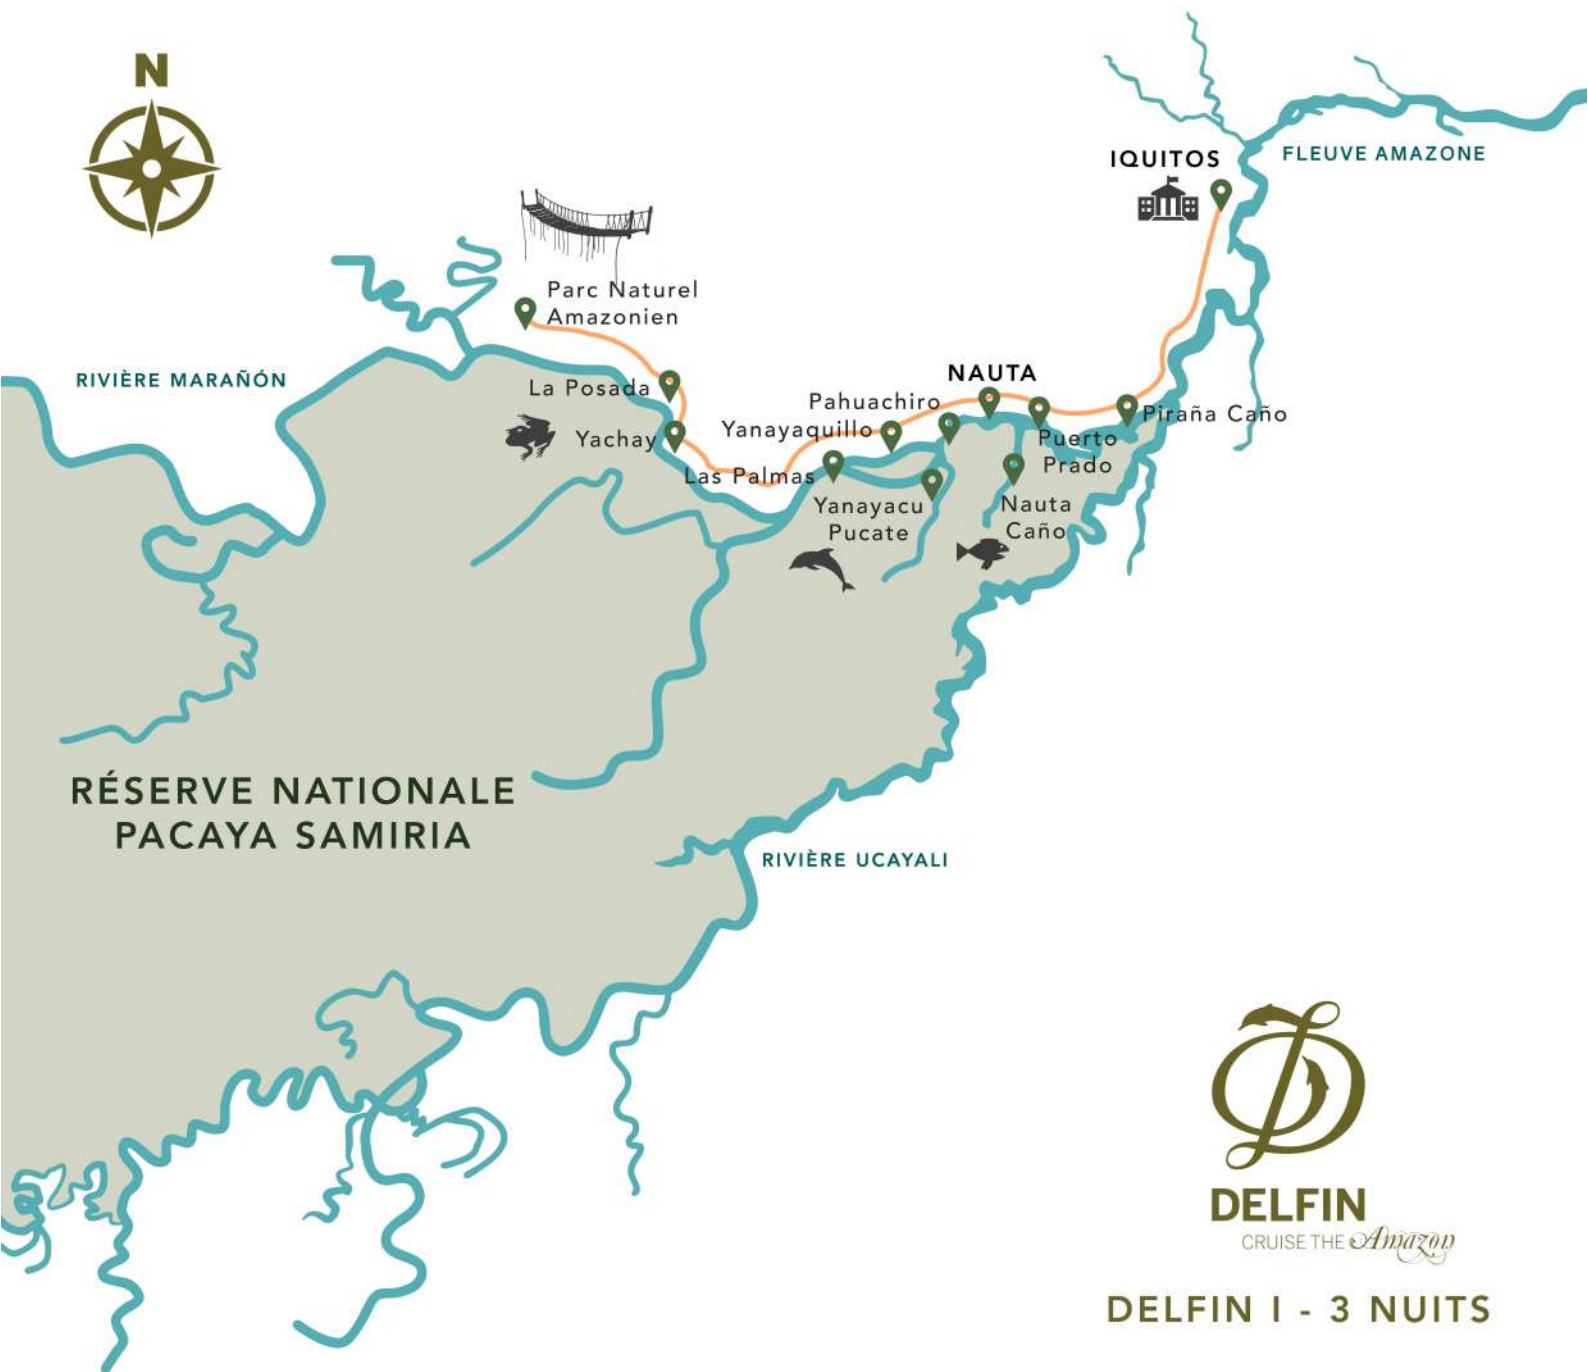 N
IQUITOS
FLEUVE AMAZONE
Parc Naturel
Amazonien
RIVIÈRE MARAÑÓN
La Posada
NAUTA
Pahuachiro
Piraña Caño
Yachay
Yanayaquillo
Puerto
Prado
Las Palmas
Yanayacu
Pucate
Nauta
Caño
RÉSERVE NATIONALE
PACAYA SAMIRIA
RIVIÈRE UCAYALI
DELFIN
CRUISE THE Amazon
DELFIN I - 3 NUITS